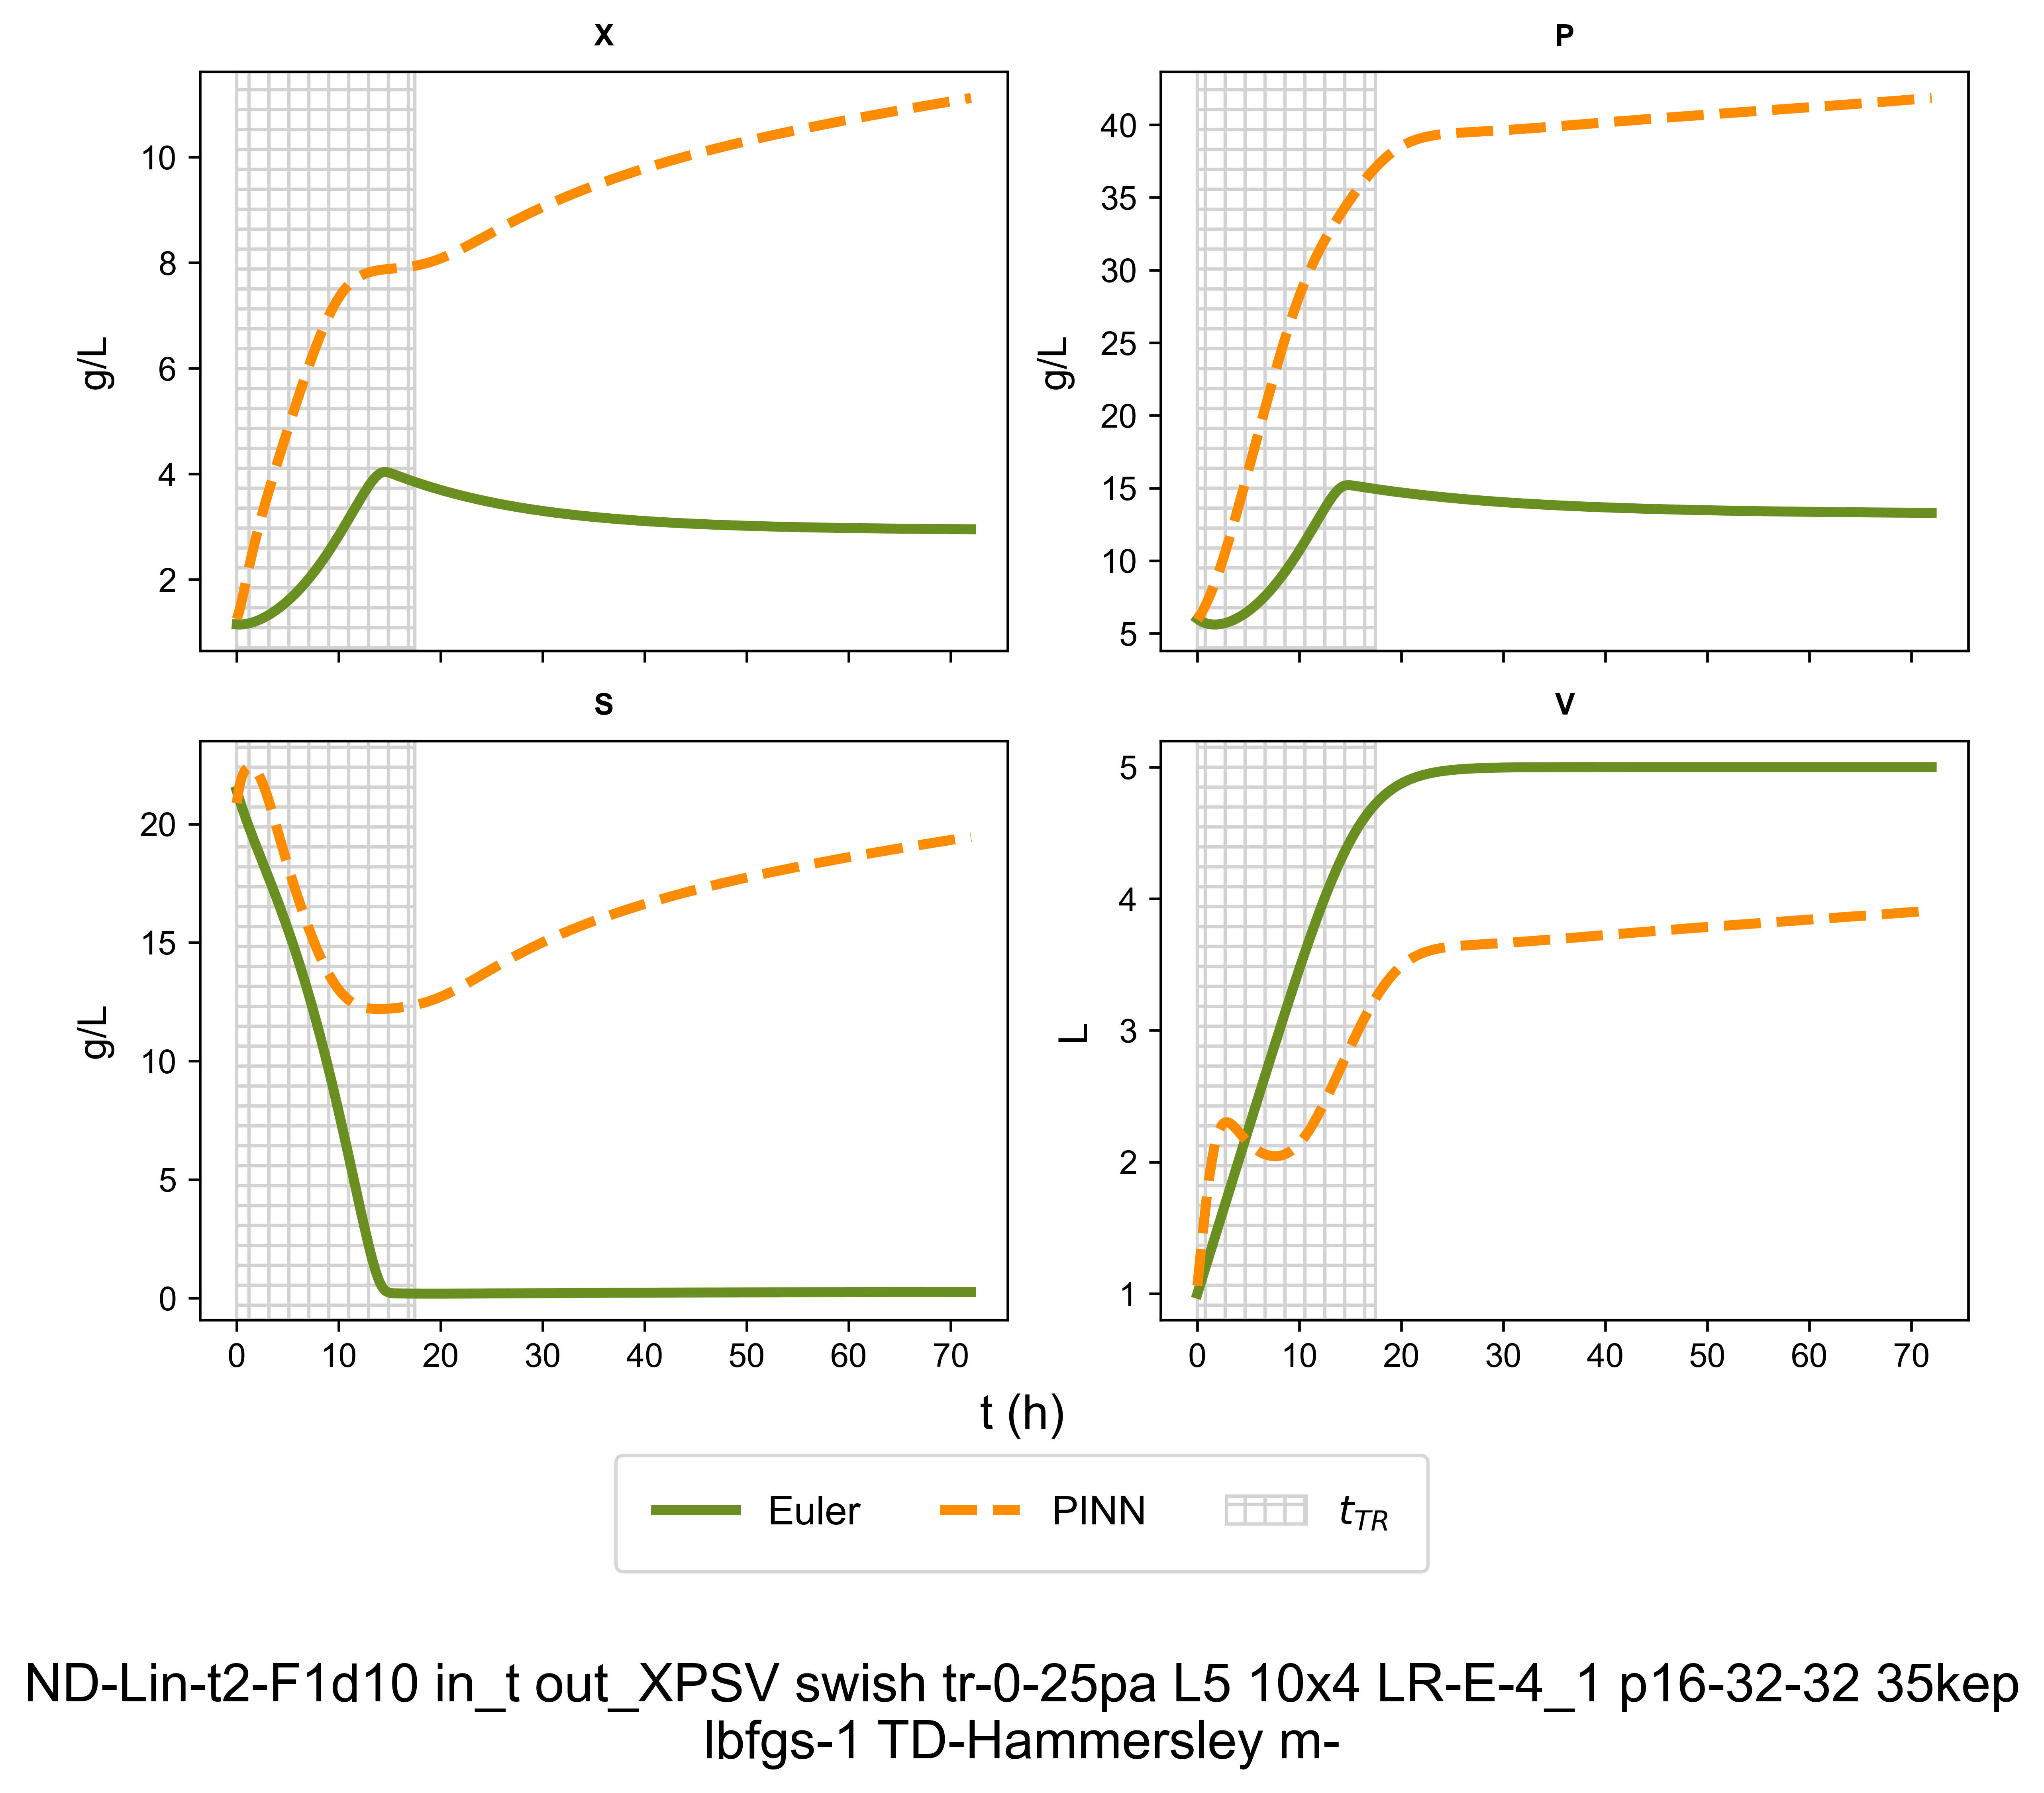 X
P
10
8
6
4
2
g/L
40
35
30
25
20
15
10
5
g/L
S
V
20
15
10
5
0
g/L
5
4
3
2
1
L
0 10 20 30 40 50 60 70
0 10 20 30 40 50 60 70
t (h)
Euler PINN t_{TR}
ND-Lin-t2-F1d10 in_t out_XPSV swish tr-0-25pa L5 10x4 LR-E-4_1 p16-32-32 35kep
lbfgs-1 TD-Hammersley m-